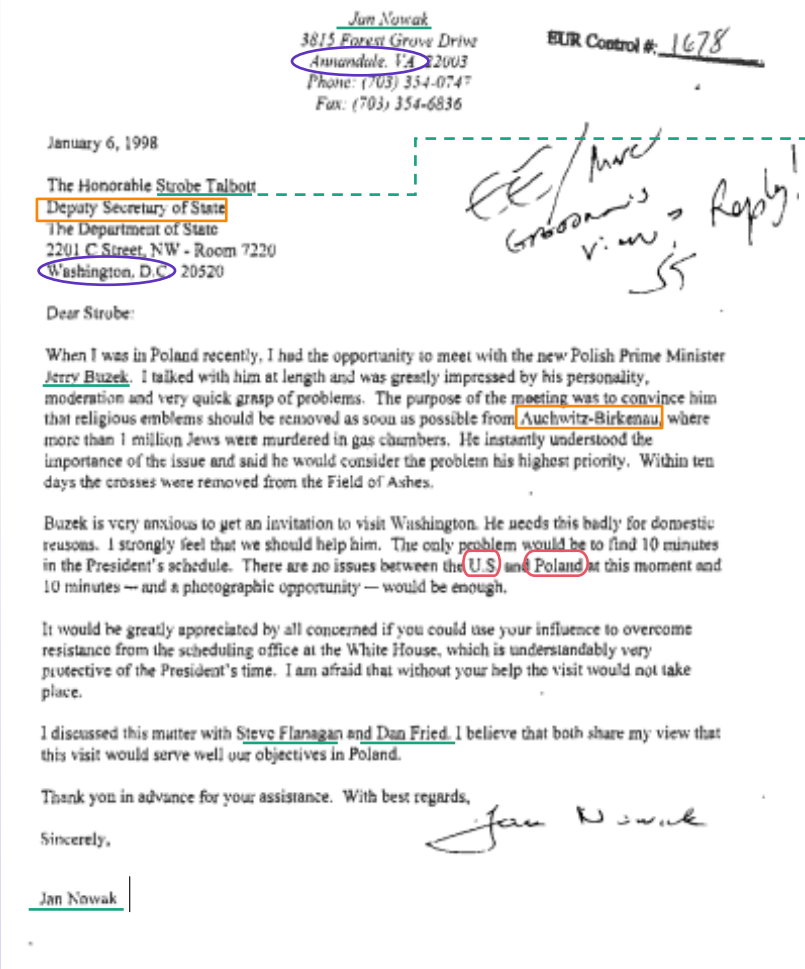 Jan Nowak
3815 Forest Grove Drive
Annandale, VA 22003
Phone: (703) 354-0747
Fax: (703) 354-6836
EUR Control #: 1678
January 6, 1998
EE/
Reply!
The Honorable Strobe Talbott
Deputy Secretary of State
The Department of State
2201 C Street, NW - Room 7220
Washington, D.C. 20520
Dear Strobe:
When I was in Poland recently, I had the opportunity to meet with the new Polish Prime Minister
Jerry Buzek. I talked with him at length and was greatly impressed by his personality,
moderation and very quick grasp of problems. The purpose of the meeting was to convince him
that religious emblems should be removed as soon as possible from Auchwitz-Birkenau, where
more than 1 million Jews were murdered in gas chambers. He instantly understood the
importance of the issue and said he would consider the problem his highest priority. Within ten
days the crosses were removed from the Field of Ashes.
Buzek is very anxious to get an invitation to visit Washington. He needs this badly for domestic
reasons. I strongly feel that we should help him. The only problem would be to find 10 minutes
in the President's schedule. There are no issues between the U.S. and Poland at this moment and
10 minutes -- and a photographic opportunity -- would be enough.
It would be greatly appreciated by all concerned if you could use your influence to overcome
resistance from the scheduling office at the White House, which is understandably very
protective of the President's time. I am afraid that without your help the visit would not take
place.
I discussed this matter with Steve Flanagan and Dan Fried. I believe that both share my view that
this visit would serve well our objectives in Poland.
Thank you in advance for your assistance. With best regards,
Jan Nowak
Sincerely,
Jan Nowak